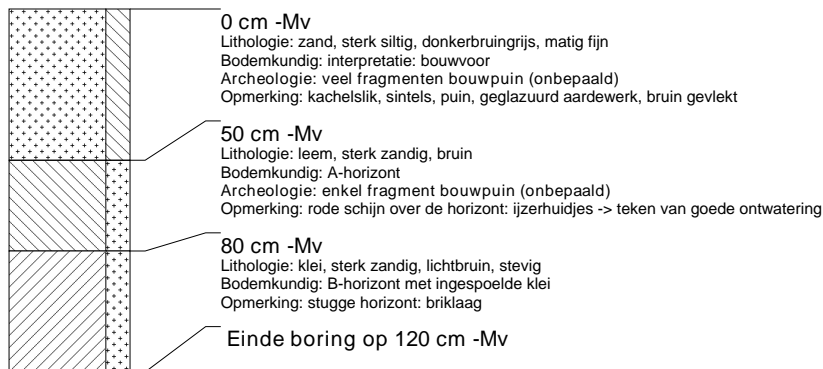 0 cm -Mv
Lithologie: zand, sterk siltig, donkerbruingrijs, matig fijn
Bodemkundig: interpretatie: bouwvoor
Archeologie: veel fragmenten bouwpuin (onbepaald)
Opmerking: kachelslik, sintels, puin, geglazuurd aardewerk, bruin gevlekt
50 cm -Mv
Lithologie: leem, sterk zandig, bruin
Bodemkundig: A-horizont
Archeologie: enkel fragment bouwpuin (onbepaald)
Opmerking: rode schijn over de horizont: ijzerhuidjes -> teken van goede ontwatering
80 cm -Mv
Lithologie: klei, sterk zandig, lichtbruin, stevig
Bodemkundig: B-horizont met ingespoelde klei
Opmerking: stugge horizont: briklaag
Einde boring op 120 cm -Mv